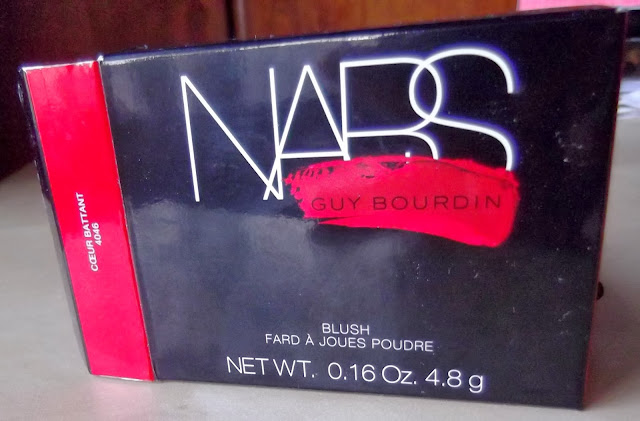 NARS
GUY BOURDIN
CŒUR BATTANT
4046
BLUSH
FARD À JOUES POUDRE
NET WT. 0.16 Oz. 4.8 g